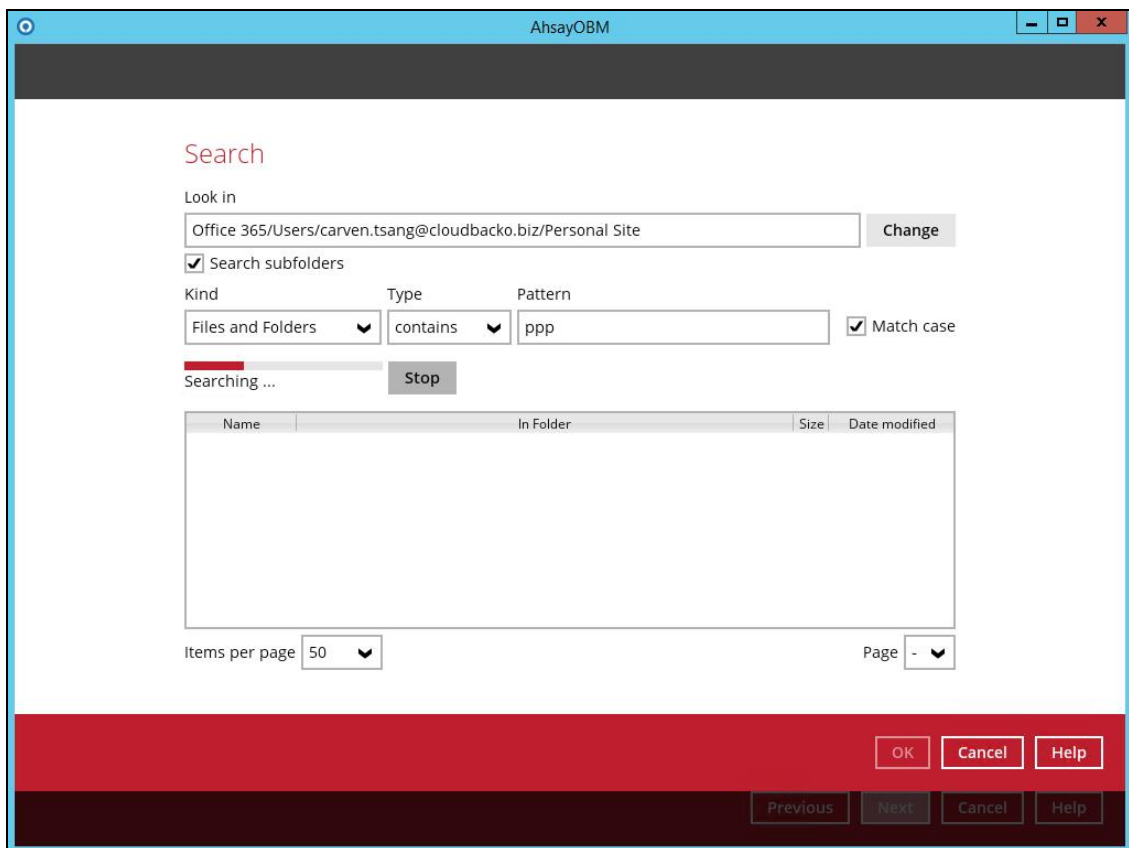 AhsayOBM
Search
Look in
Office 365/Users/carven.tsang@cloudbacko.biz/Personal Site Change
Search subfolders
Kind Type Pattern
Files and Folders contains ppp Match case
Searching ... Stop
Name In Folder Size Date modified
Items per page 50 Page -
OK Cancel Help
Previous Next Cancel Help